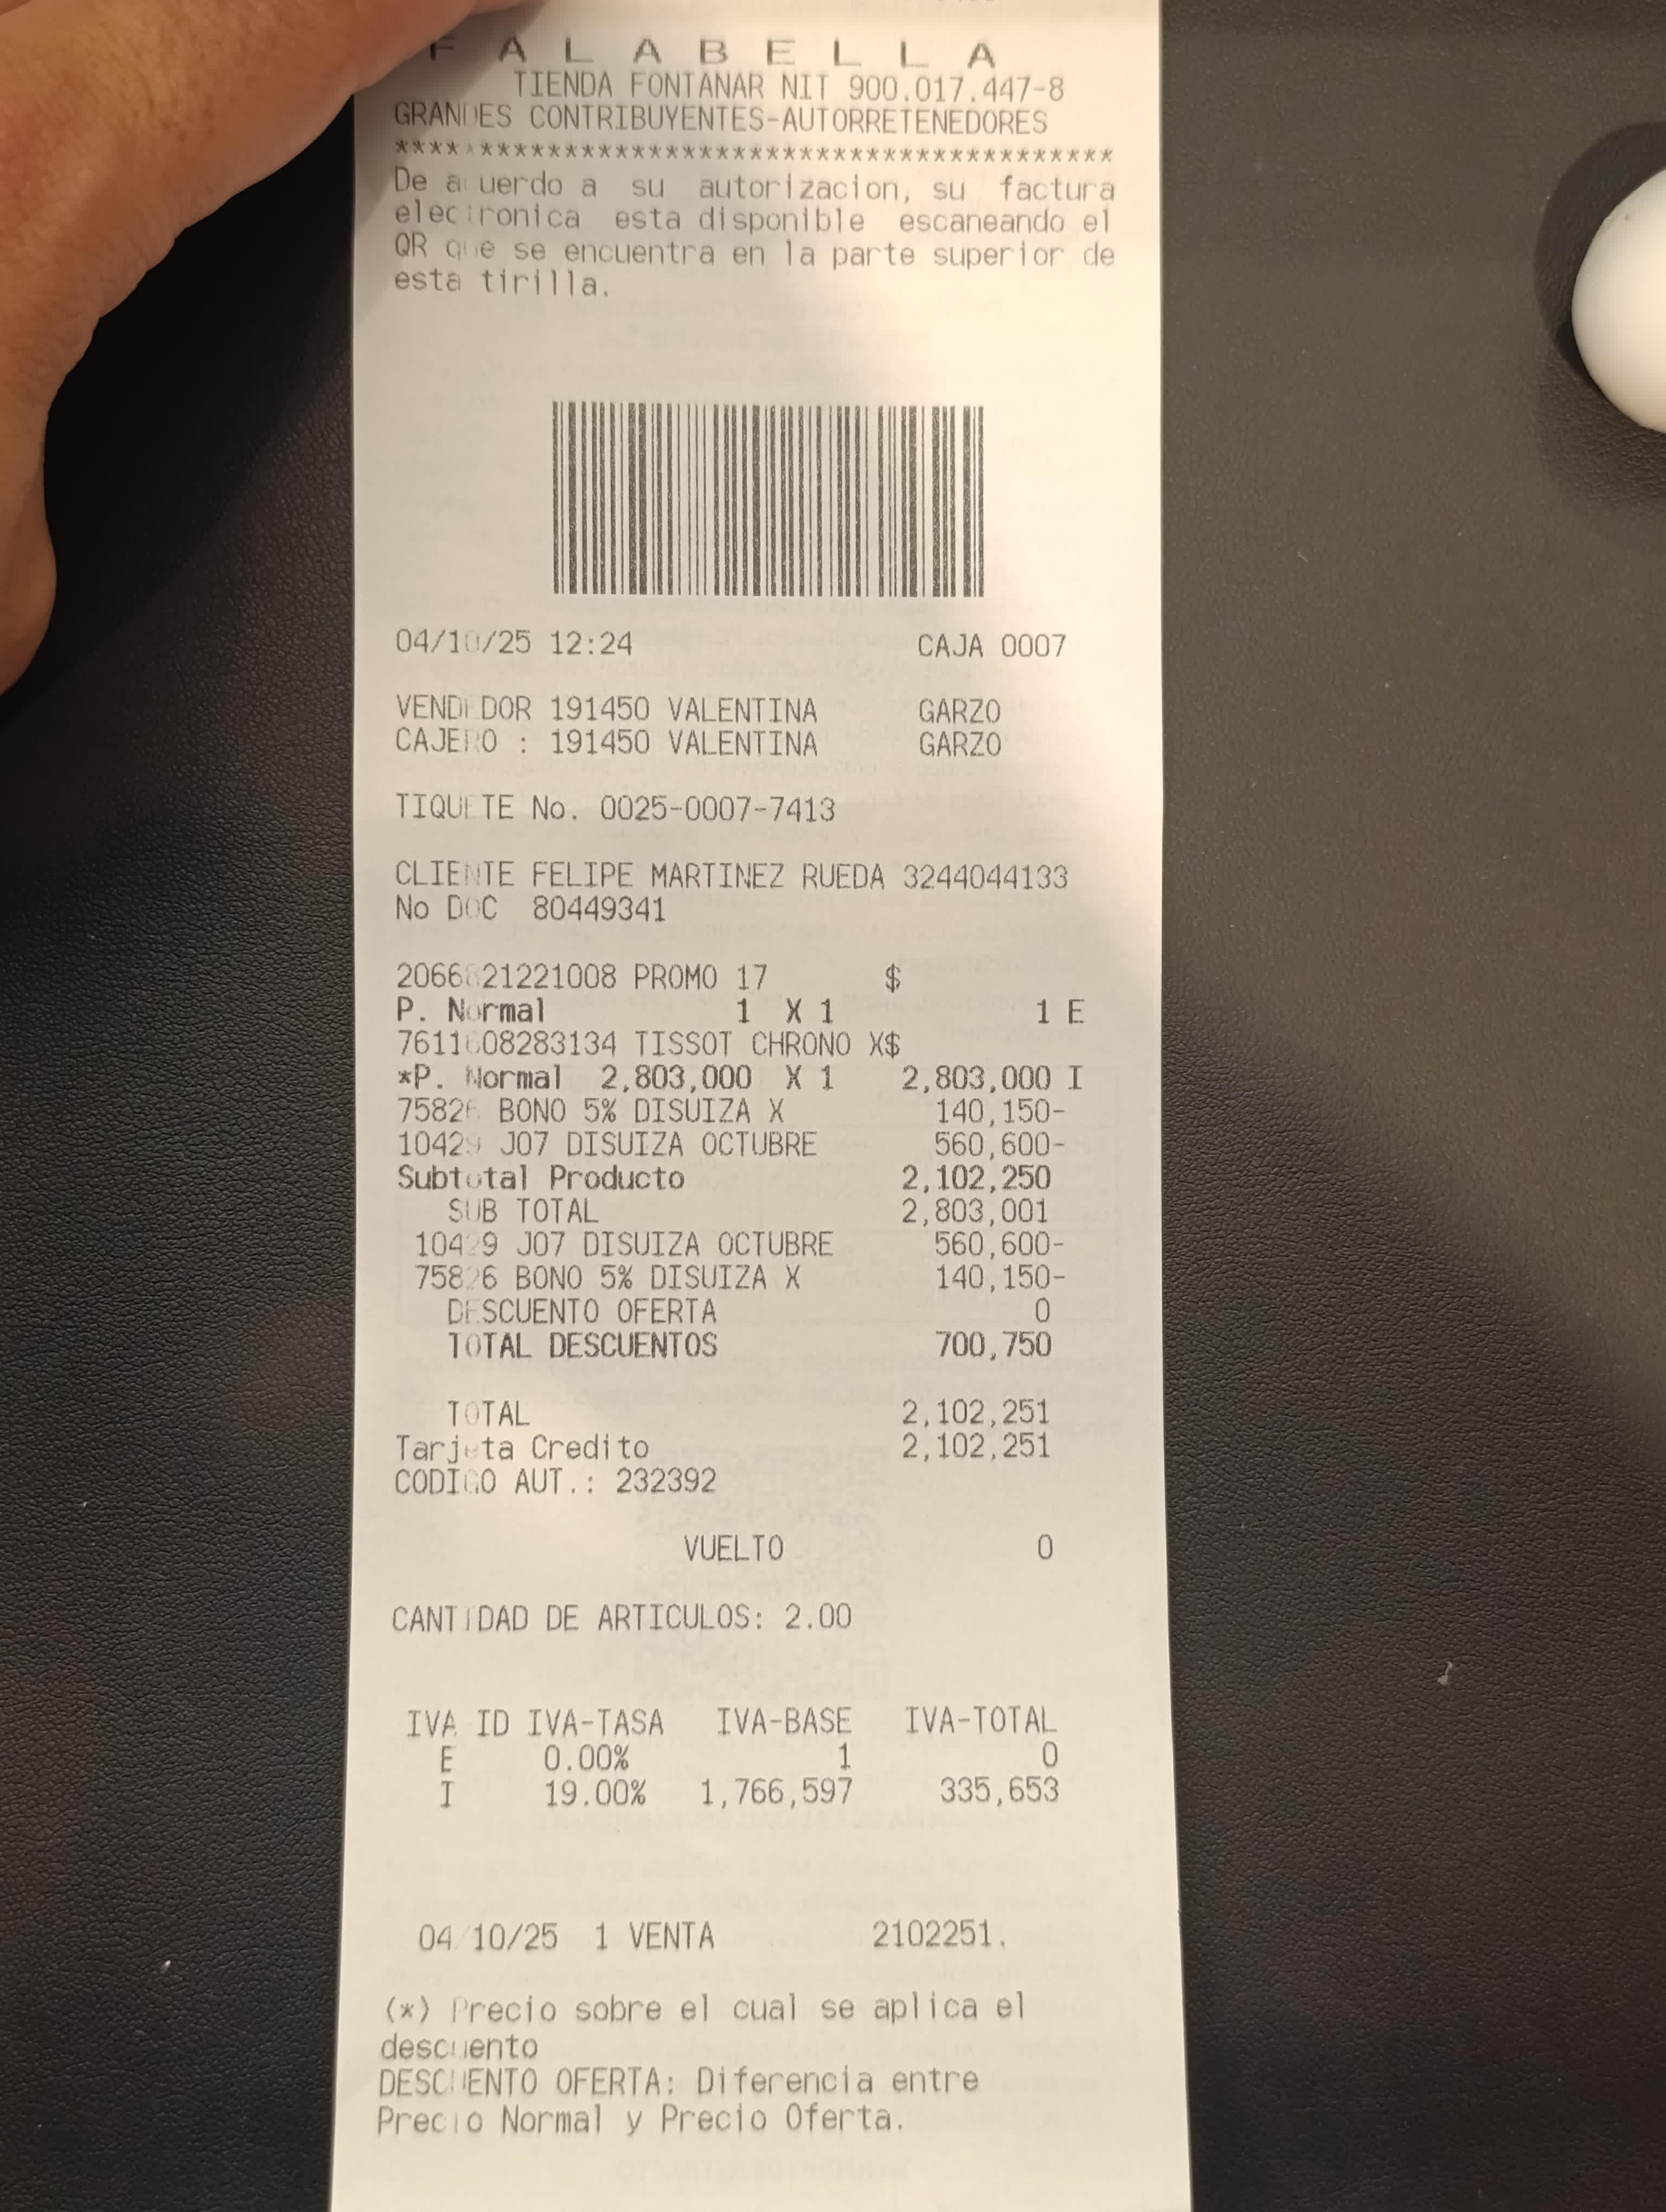 FALABELLA
TIENDA FONTANAR NIT 900.017.447-8
GRANDES CONTRIBUYENTES-AUTORRETENEDORES
*******************************************
De acuerdo a su autorizacion, su factura
electronica esta disponible escaneando el
QR que se encuentra en la parte superior de
esta tirilla.
04/10/25 12:24 CAJA 0007
VENDEDOR 191450 VALENTINA GARZO
CAJERO : 191450 VALENTINA GARZO
TIQUETE No. 0025-0007-7413
CLIENTE FELIPE MARTINEZ RUEDA 3244044133
No DOC 80449341
2066821221008 PROMO 17 $
P. Normal 1 X 1 1 E
7611608283134 TISSOT CHRONO X$
*P. Normal 2,803,000 X 1 2,803,000 I
75826 BONO 5% DISUIZA X 140,150-
10429 J07 DISUIZA OCTUBRE 560,600-
Subtotal Producto 2,102,250
SUB TOTAL 2,803,001
10429 J07 DISUIZA OCTUBRE 560,600-
75826 BONO 5% DISUIZA X 140,150-
DESCUENTO OFERTA 0
TOTAL DESCUENTOS 700,750
TOTAL 2,102,251
Tarjeta Credito 2,102,251
CODIGO AUT.: 232392
VUELTO 0
CANTIDAD DE ARTICULOS: 2.00
IVA ID IVA-TASA IVA-BASE IVA-TOTAL
E 0.00% 1 0
I 19.00% 1,766,597 335,653
04/10/25 1 VENTA 2102251.
(*) Precio sobre el cual se aplica el
descuento
DESCUENTO OFERTA: Diferencia entre
Precio Normal y Precio Oferta.